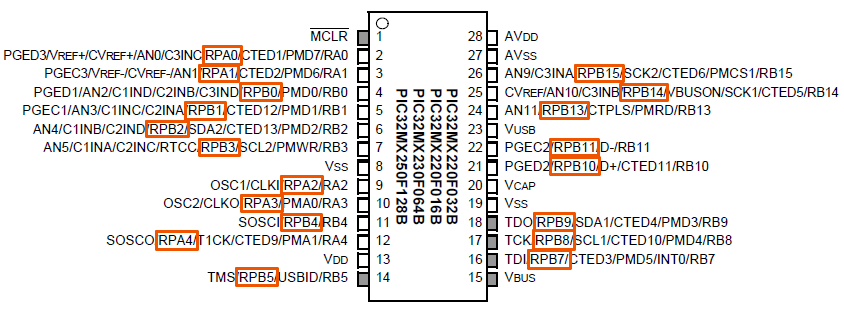 MCLR 1
PGED3/VREF+/CVREF+/AN0/C3INC/RPA0/CTED1/PMD7/RA0 2
PGEC3/VREF-/CVREF-/AN1/RPA1/CTED2/PMD6/RA1 3
PGED1/AN2/C1IND/C2INB/C3IND/RPB0/PMD0/RB0 4
PGEC1/AN3/C1INC/C2INA/RPB1/CTED12/PMD1/RB1 5
AN4/C1INB/C2IND/RPB2/SDA2/CTED13/PMD2/RB2 6
AN5/C1INA/C2INC/RTCC/RPB3/SCL2/PMWR/RB3 7
VSS 8
OSC1/CLKI/RPA2/RA2 9
OSC2/CLKO/RPA3/PMA0/RA3 10
SOSCI/RPB4/RB4 11
SOSCO/RPA4/T1CK/CTED9/PMA1/RA4 12
VDD 13
TMS/RPB5/USBID/RB5 14
PIC32MX220F032B
PIC32MX220F016B
PIC32MX230F064B
PIC32MX250F128B
28 AVDD
27 AVSS
26 AN9/C3INA/RPB15/SCK2/CTED6/PMCS1/RB15
25 CVREF/AN10/C3INB/RPB14/VBUSON/SCK1/CTED5/RB14
24 AN11/RPB13/CTPLS/PMRD/RB13
23 VUSB
22 PGEC2/RPB11/D-/RB11
21 PGED2/RPB10/D+/CTED11/RB10
20 VCAP
19 VSS
18 TDO/RPB9/SDA1/CTED4/PMD3/RB9
17 TCK/RPB8/SCL1/CTED10/PMD4/RB8
16 TDI/RPB7/CTED3/PMD5/INT0/RB7
15 VBUS